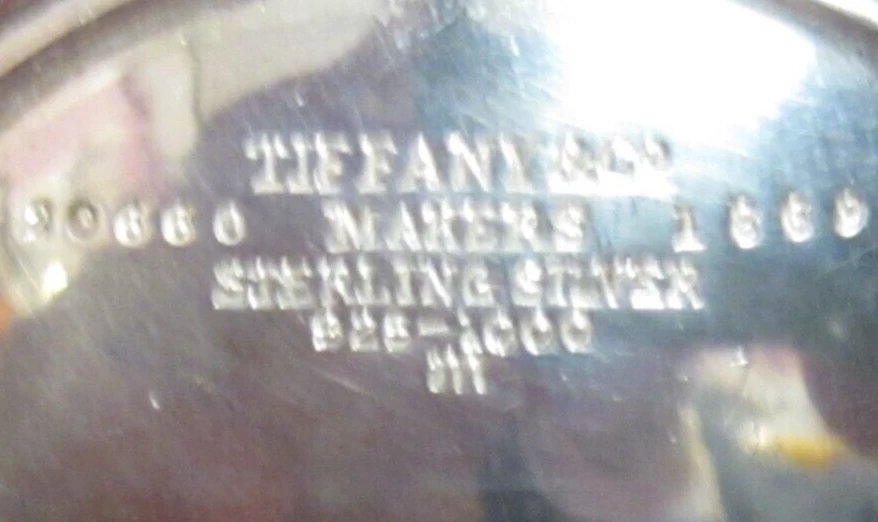 TIFFANY & Co
20660 MAKERS 1669
STERLING SILVER
925-1000
M